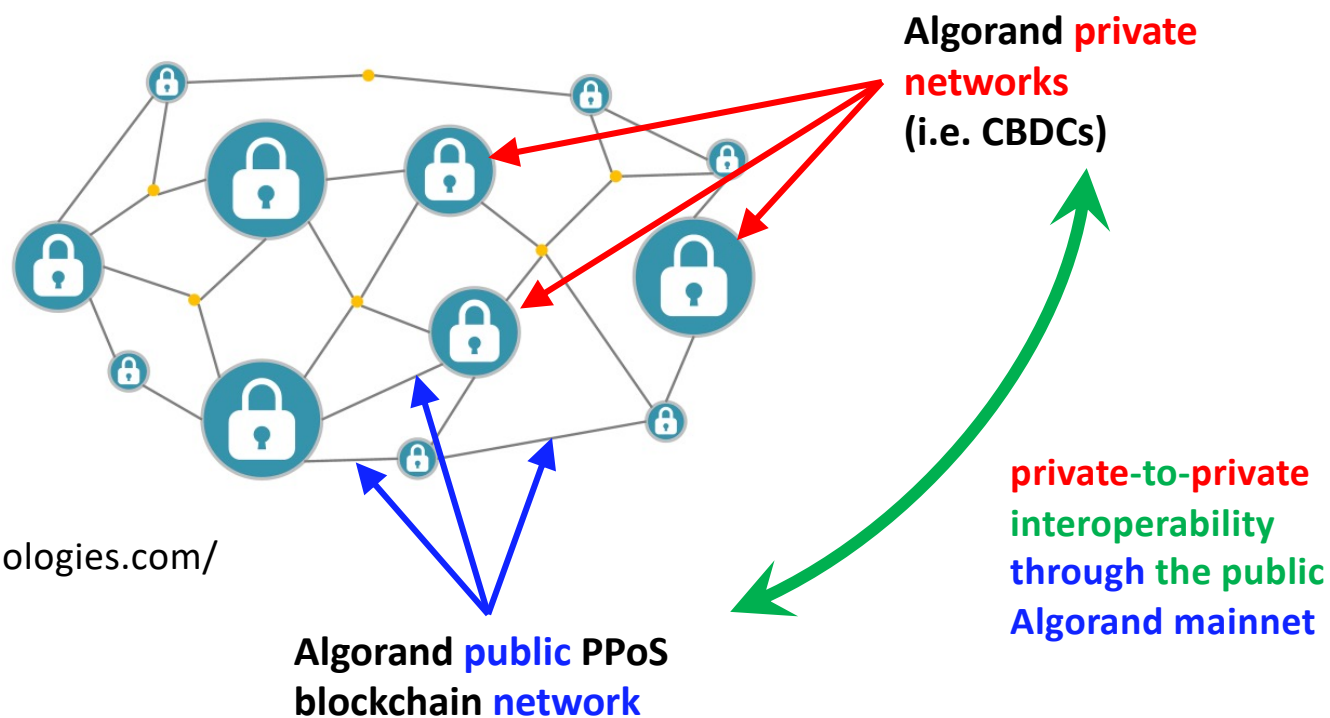 Algorand private
networks
(i.e. CBDCs)
private-to-private
interoperability
through the public
Algorand mainnet
ologies.com/
Algorand public PPoS
blockchain network